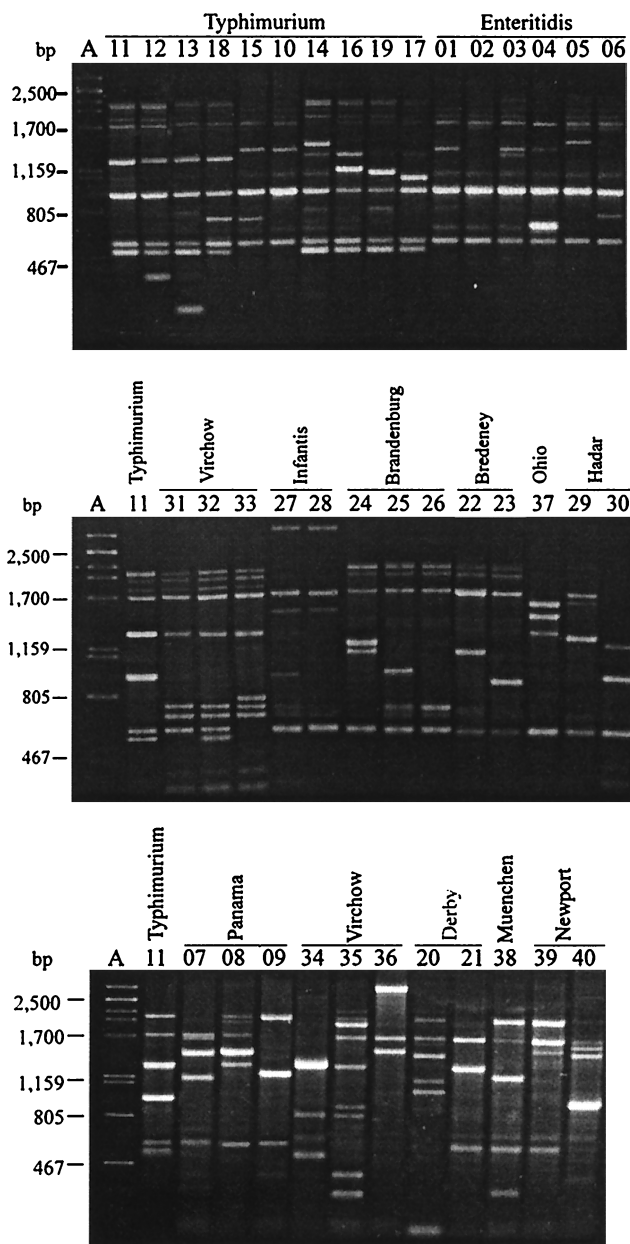 Typhimurium Enteritidis
bp A 11 12 13 18 15 10 14 16 19 17 01 02 03 04 05 06
2,500
1,700
1,159
805
467
Typhimurium Virchow Infantis Brandenburg Bredeney Ohio Hadar
bp A 11 31 32 33 27 28 24 25 26 22 23 37 29 30
2,500
1,700
1,159
805
467
Typhimurium Panama Virchow Derby Muenchen Newport
bp A 11 07 08 09 34 35 36 20 21 38 39 40
2,500
1,700
1,159
805
467